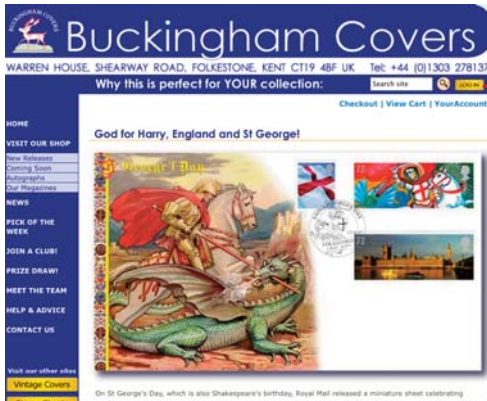 BUCKINGHAM COVERS
Buckingham Covers
WARREN HOUSE, SHEARWAY ROAD, FOLKESTONE, KENT CT19 4BF UK Tel: +44 (0)1303 278137
Why this is perfect for YOUR collection:
Search site
LOG IN
Checkout | View Cart | YourAccount
HOME
VISIT OUR SHOP
New Releases
Coming Soon
Autographs
Our Magazines
NEWS
PICK OF THE
WEEK
JOIN A CLUB!
PRIZE DRAW!
MEET THE TEAM
HELP & ADVICE
CONTACT US
Visit our other sites
Vintage Covers
God for Harry, England and St George!
St George's Day
72
72
On St George's Day, which is also Shakespeare's birthday, Royal Mail released a miniature sheet celebrating